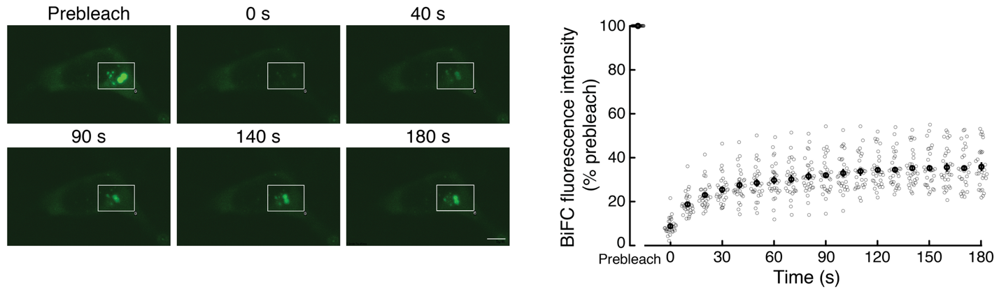 Prebleach 0 s 40 s
90 s 140 s 180 s
BiFC fluorescence intensity
(% prebleach)
100
80
60
40
20
0
Prebleach 0 30 60 90 120 150 180
Time (s)